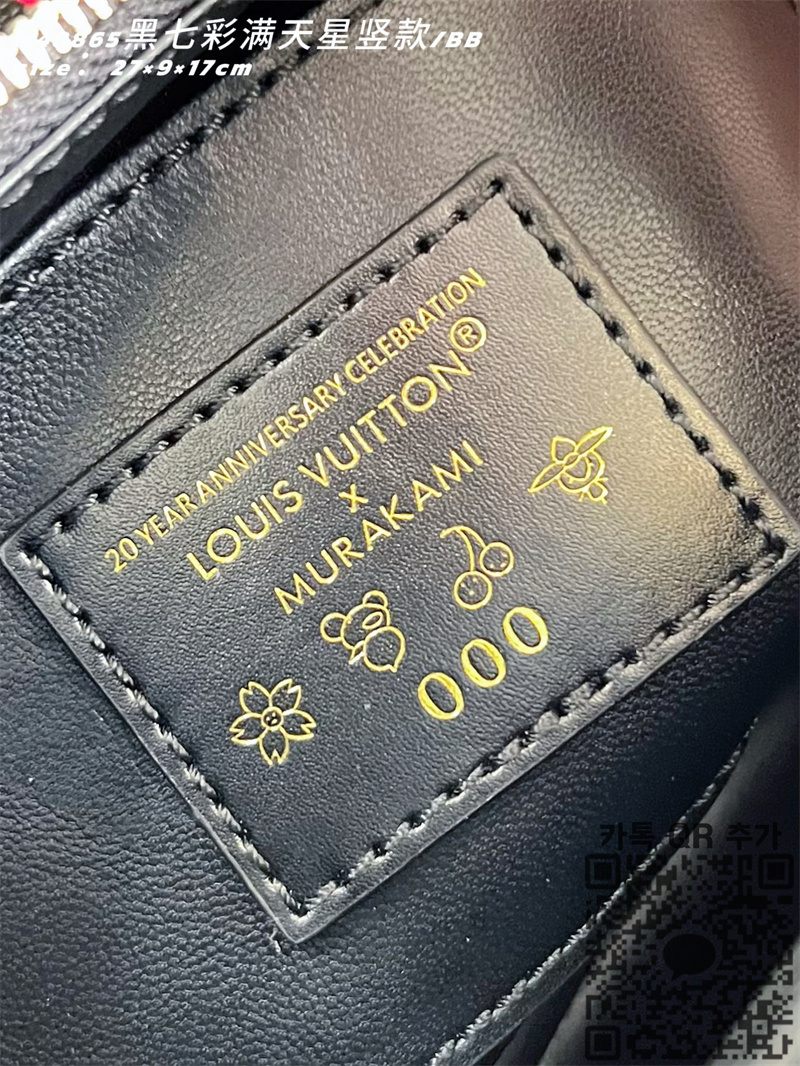 865黑七彩满天星竖款/BB
ize: 27×9×17cm
20 YEAR ANNIVERSARY CELEBRATION
LOUIS VUITTON®
X
MURAKAMI
000
카톡 QR 추가